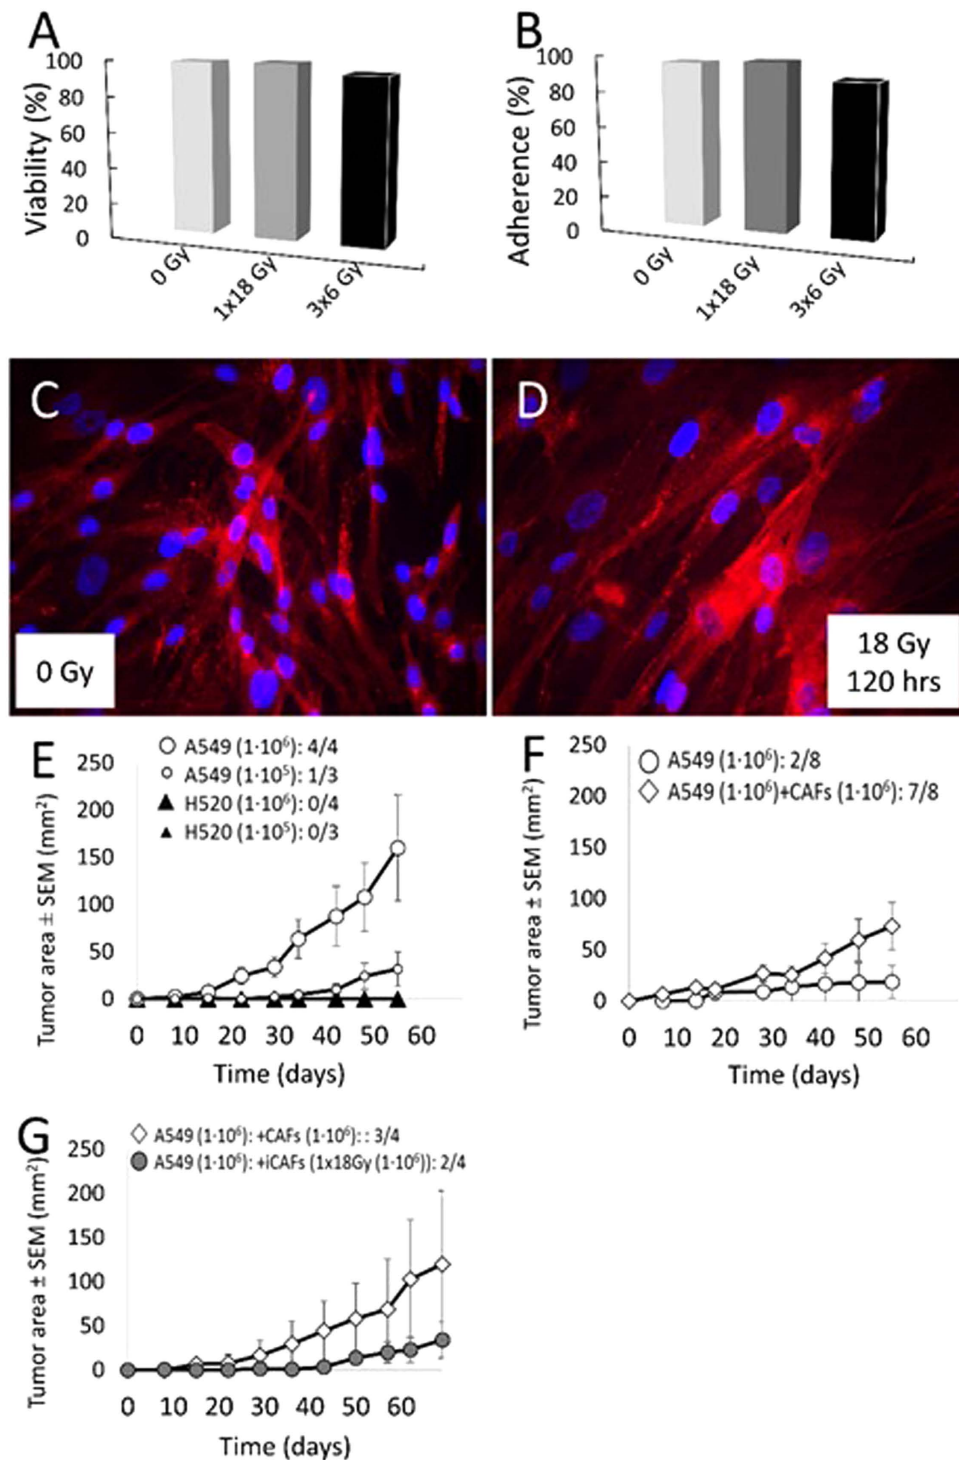 A
Viability (%)
100
80
60
40
20
0
0 Gy
1x18 Gy
3x6 Gy
B
Adherence (%)
100
80
60
40
20
0
0 Gy
1x18 Gy
3x6 Gy
C
0 Gy
D
18 Gy
120 hrs
E
A549 (1·10⁶): 4/4
A549 (1·10⁵): 1/3
H520 (1·10⁶): 0/4
H520 (1·10⁵): 0/3
Tumor area ± SEM (mm²)
250
200
150
100
50
0
0 10 20 30 40 50 60
Time (days)
F
A549 (1·10⁶): 2/8
A549 (1·10⁶)+CAFs (1·10⁶): 7/8
Tumor area ± SEM (mm²)
250
200
150
100
50
0
0 10 20 30 40 50 60
Time (days)
G
A549 (1·10⁶): +CAFs (1·10⁶): : 3/4
A549 (1·10⁶): +iCAFs (1x18Gy (1·10⁶)): 2/4
Tumor area ± SEM (mm²)
250
200
150
100
50
0
0 10 20 30 40 50 60
Time (days)